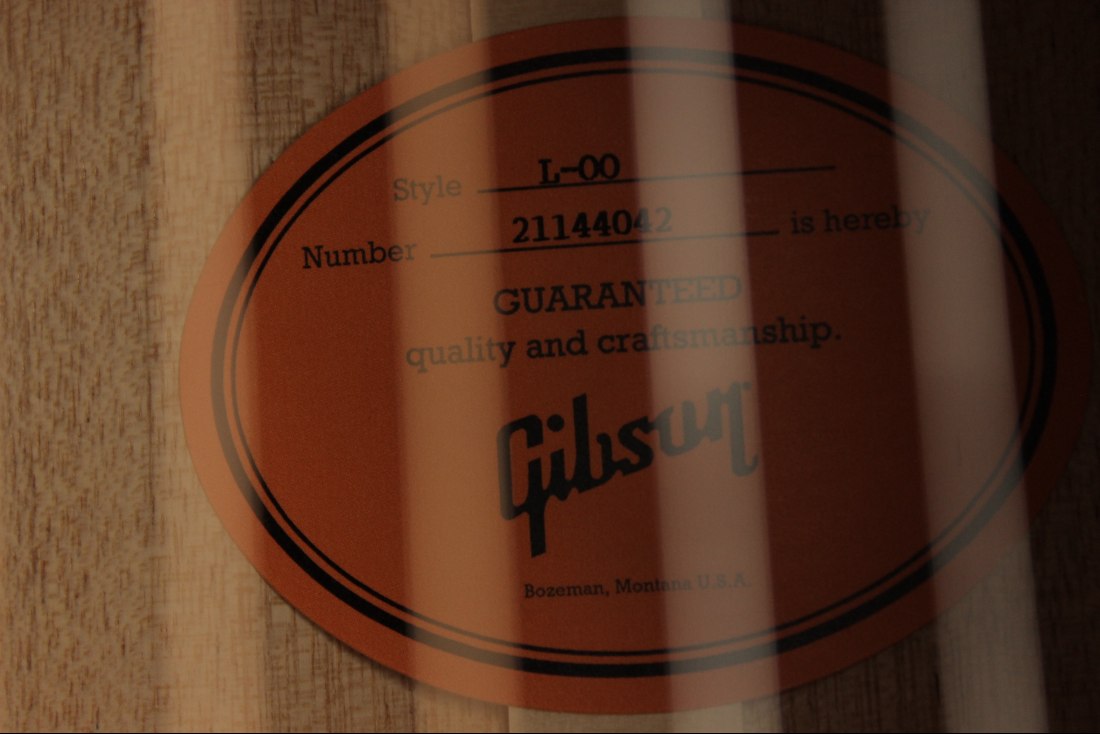 Style L-00
Number 21144042 is hereby
GUARANTEED
quality and craftsmanship.
Gibson
Bozeman, Montana U.S.A.